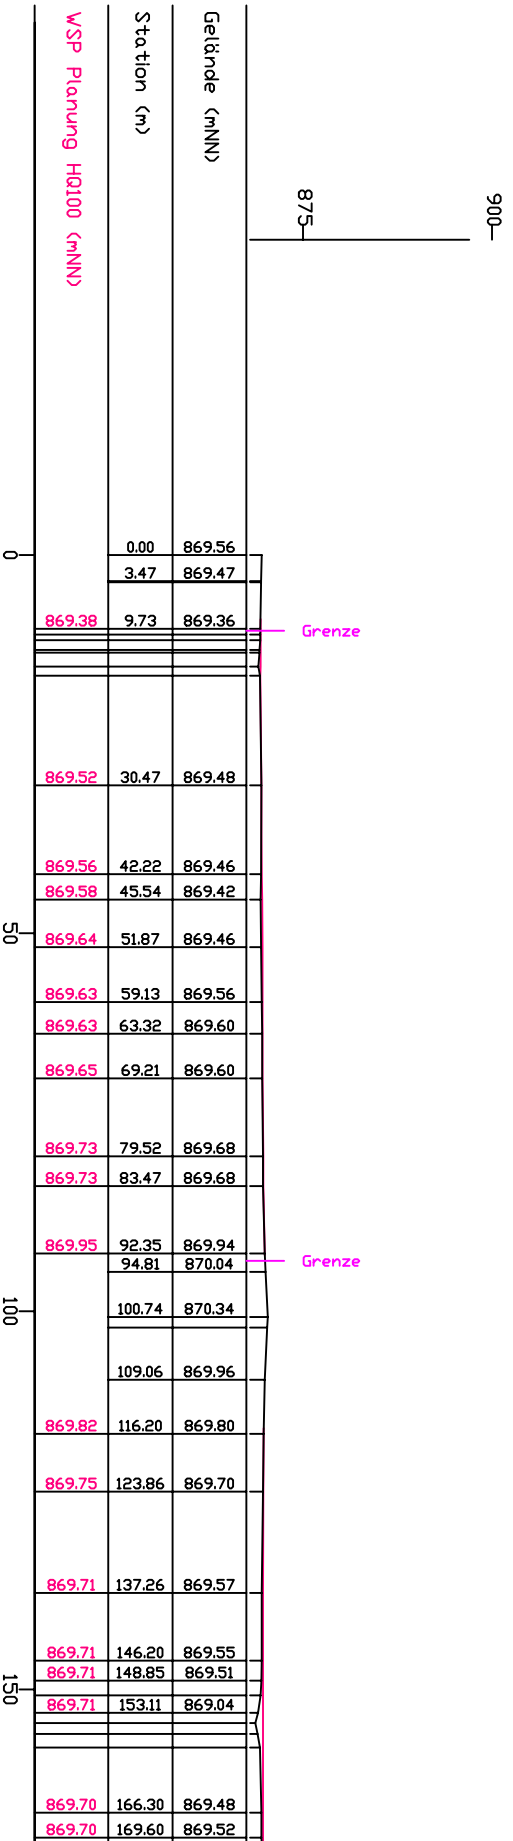 900
875
Gelände (mNN)
Station (m)
WSP Planung HQ100 (mNN)
0
0.00 869.56
3.47 869.47
869.38 9.73 869.36
Grenze
869.52 30.47 869.48
869.56 42.22 869.46
869.58 45.54 869.42
50
869.64 51.87 869.46
869.63 59.13 869.56
869.63 63.32 869.60
869.65 69.21 869.60
869.73 79.52 869.68
869.73 83.47 869.68
869.95 92.35 869.94
Grenze
94.81 870.04
100
100.74 870.34
109.06 869.96
869.82 116.20 869.80
869.75 123.86 869.70
869.71 137.26 869.57
869.71 146.20 869.55
869.71 148.85 869.51
150
869.71 153.11 869.04
869.70 166.30 869.48
869.70 169.60 869.52